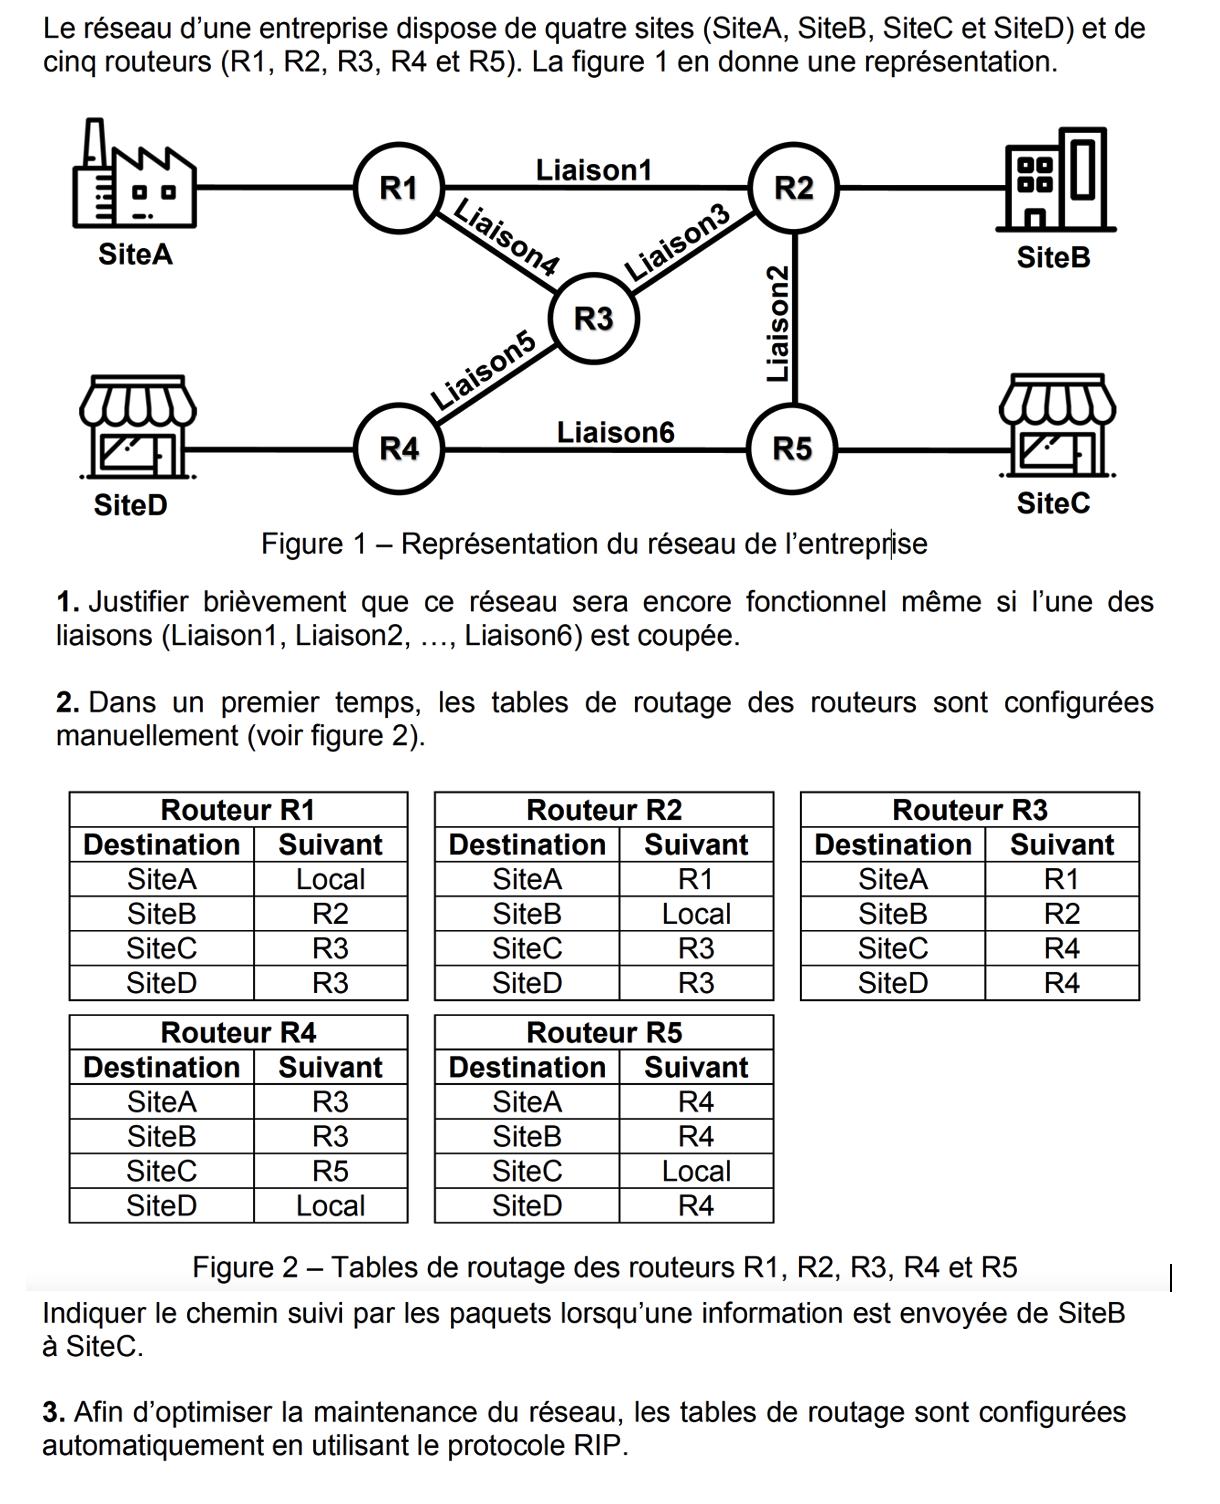 Le réseau d’une entreprise dispose de quatre sites (SiteA, SiteB, SiteC et SiteD) et de
cinq routeurs (R1, R2, R3, R4 et R5). La figure 1 en donne une représentation.
R1
Liaison1
R2
SiteA
Liaison4
Liaison3
SiteB
R3
Liaison2
Liaison5
R4
Liaison6
R5
SiteD
SiteC
Figure 1 – Représentation du réseau de l’entreprise
1. Justifier brièvement que ce réseau sera encore fonctionnel même si l’une des
liaisons (Liaison1, Liaison2, …, Liaison6) est coupée.
2. Dans un premier temps, les tables de routage des routeurs sont configurées
manuellement (voir figure 2).
Routeur R1
Destination Suivant
SiteA Local
SiteB R2
SiteC R3
SiteD R3
Routeur R2
Destination Suivant
SiteA R1
SiteB Local
SiteC R3
SiteD R3
Routeur R3
Destination Suivant
SiteA R1
SiteB R2
SiteC R4
SiteD R4
Routeur R4
Destination Suivant
SiteA R3
SiteB R3
SiteC R5
SiteD Local
Routeur R5
Destination Suivant
SiteA R4
SiteB R4
SiteC Local
SiteD R4
Figure 2 – Tables de routage des routeurs R1, R2, R3, R4 et R5
Indiquer le chemin suivi par les paquets lorsqu’une information est envoyée de SiteB
à SiteC.
3. Afin d’optimiser la maintenance du réseau, les tables de routage sont configurées
automatiquement en utilisant le protocole RIP.